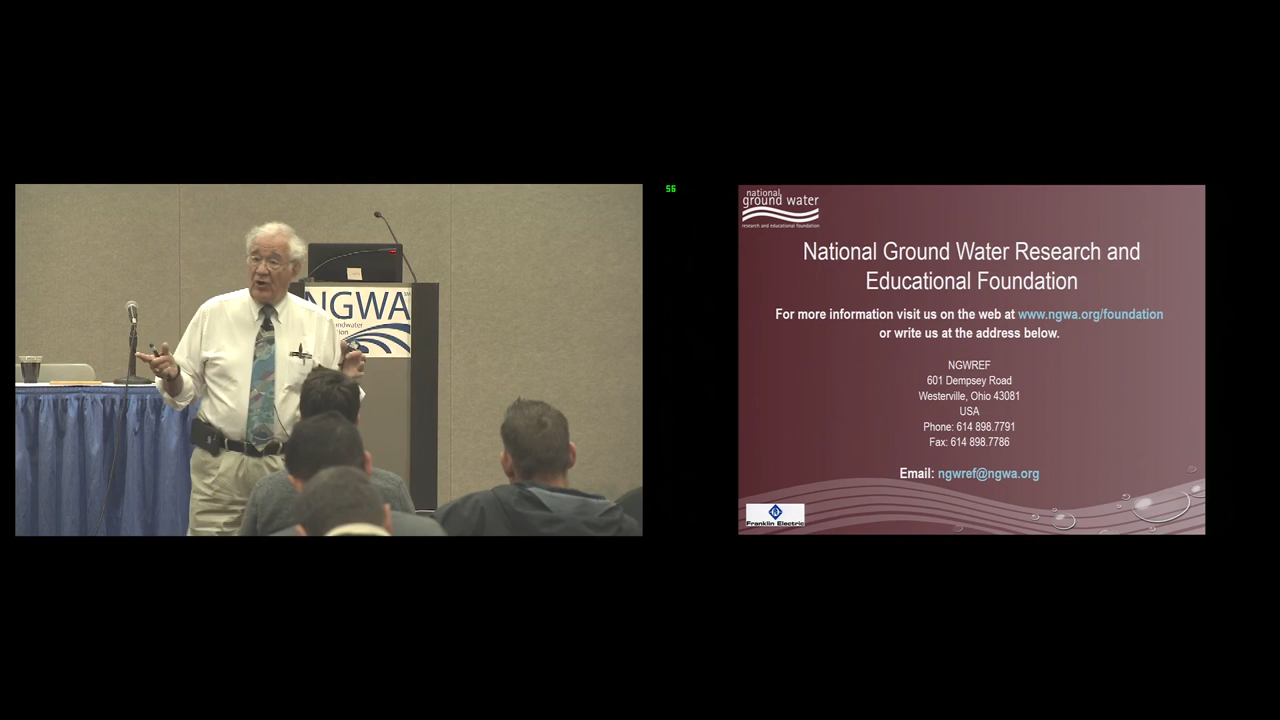 NGWA
ndwater
tion
56
national
ground water
research and educational foundation
National Ground Water Research and
Educational Foundation
For more information visit us on the web at www.ngwa.org/foundation
or write us at the address below.
NGWREF
601 Dempsey Road
Westerville, Ohio 43081
USA
Phone: 614 898.7791
Fax: 614 898.7786
Email: ngwref@ngwa.org
Franklin Electric